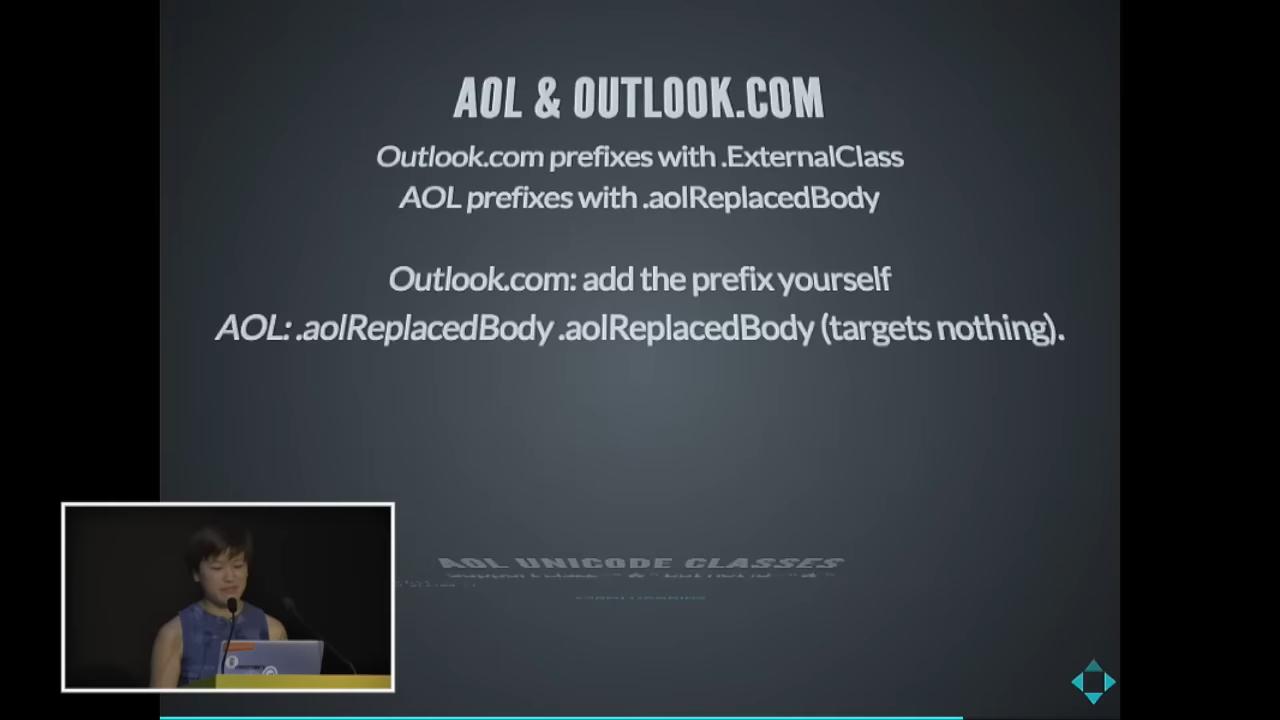 AOL & OUTLOOK.COM
Outlook.com prefixes with .ExternalClass
AOL prefixes with .aolReplacedBody
Outlook.com: add the prefix yourself
AOL: .aolReplacedBody .aolReplacedBody (targets nothing).
AOL UNICODE CLASSES